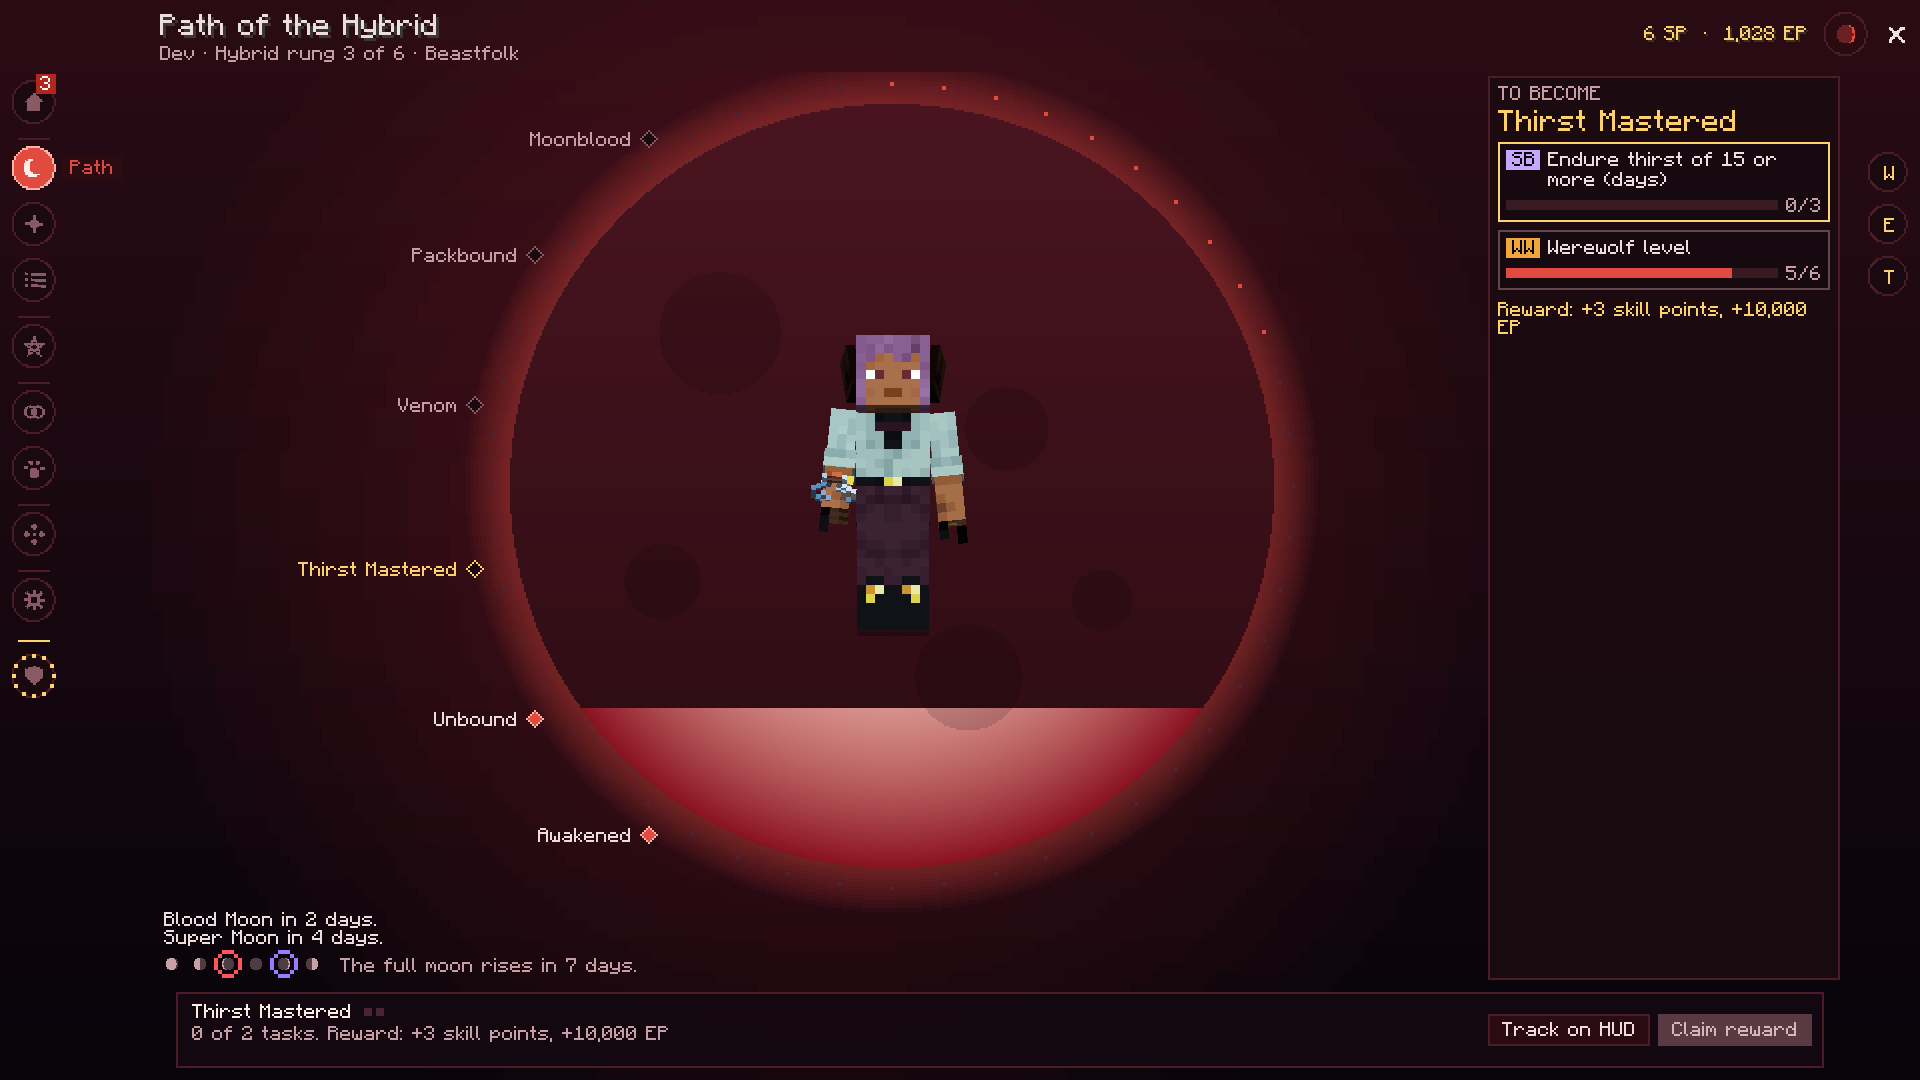 Path of the Hybrid
Dev · Hybrid rung 3 of 6 · Beastfolk
6 SP · 1,028 EP
3
Path
Moonblood
Packbound
Venom
Thirst Mastered
Unbound
Awakened
TO BECOME
Thirst Mastered
SB Endure thirst of 15 or
more (days)
0/3
WW Werewolf level
5/6
Reward: +3 skill points, +10,000
EP
W
E
T
Blood Moon in 2 days.
Super Moon in 4 days.
The full moon rises in 7 days.
Thirst Mastered
0 of 2 tasks. Reward: +3 skill points, +10,000 EP
Track on HUD
Claim reward